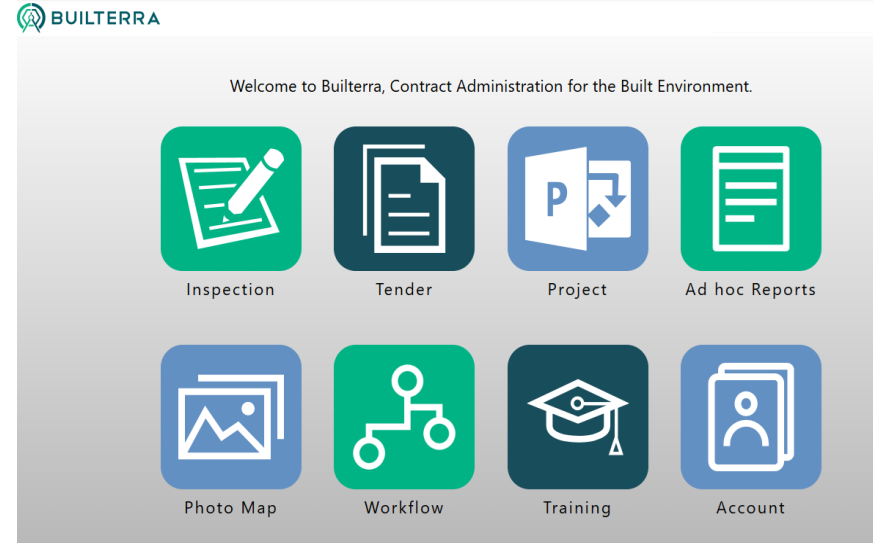 BUILTERRA
Welcome to Builterra, Contract Administration for the Built Environment.
P
Inspection Tender Project Ad hoc Reports
Photo Map Workflow Training Account